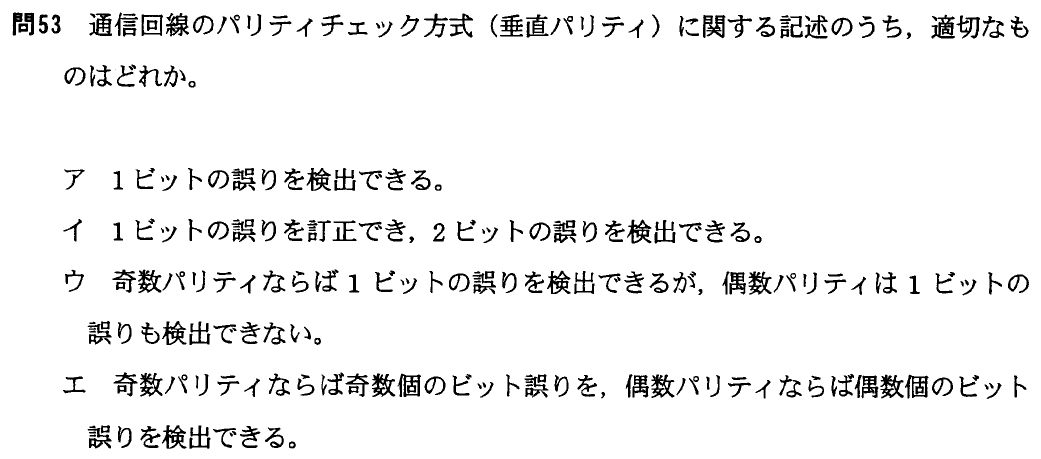 問53 通信回線のパリティチェック方式（垂直パリティ）に関する記述のうち，適切なも
のはどれか。
ア 1ビットの誤りを検出できる。
イ 1ビットの誤りを訂正でき，2ビットの誤りを検出できる。
ウ 奇数パリティならば1ビットの誤りを検出できるが，偶数パリティは1ビットの
誤りも検出できない。
エ 奇数パリティならば奇数個のビット誤りを，偶数パリティならば偶数個のビット
誤りを検出できる。